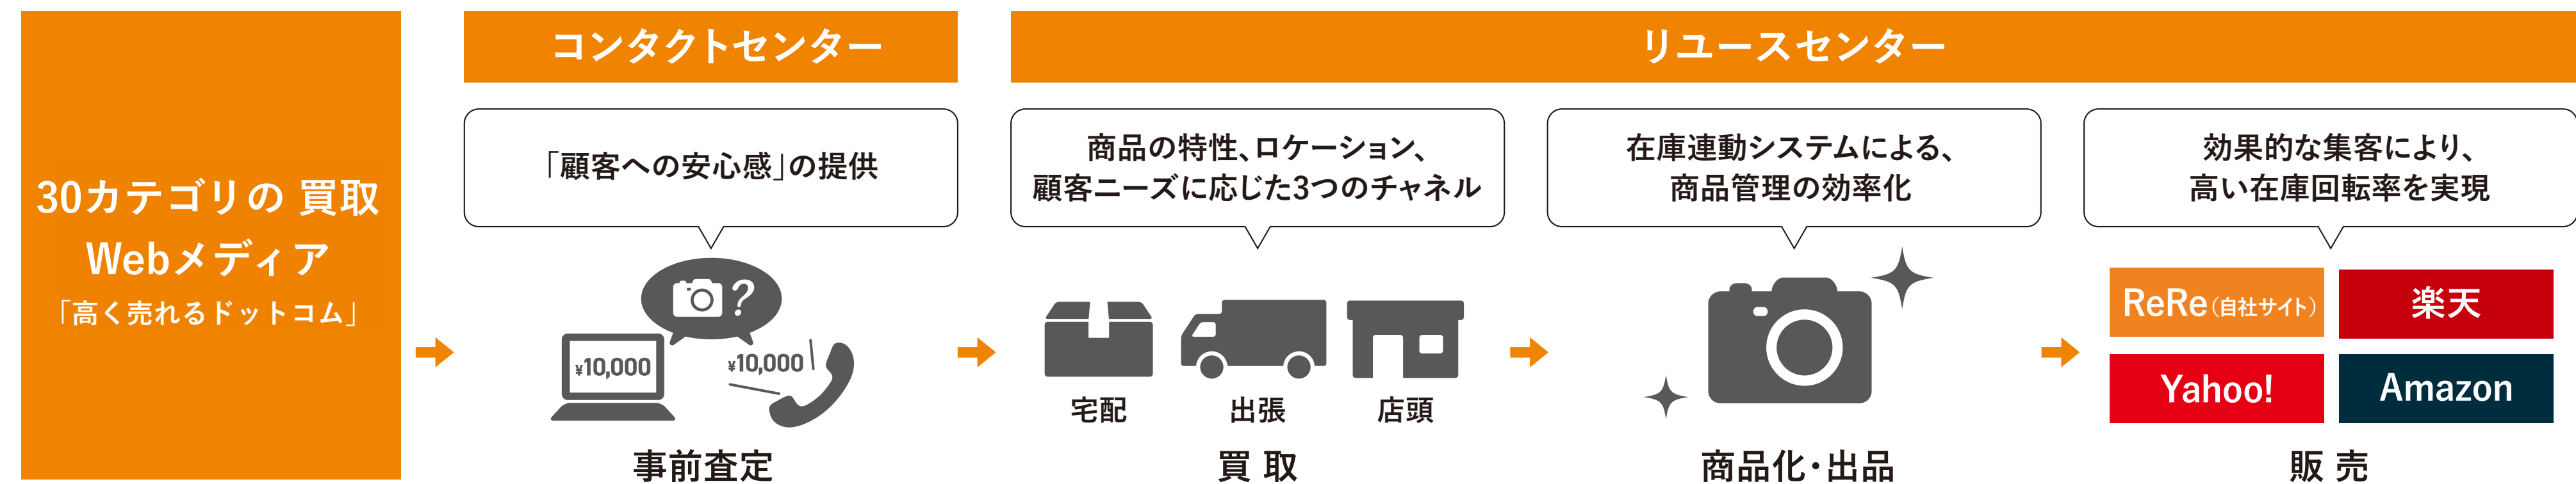 30カテゴリの 買取
Webメディア
「高く売れるドットコム」
コンタクトセンター
「顧客への安心感」の提供
?
¥10,000
¥10,000
事前査定
リユースセンター
商品の特性、ロケーション、
顧客ニーズに応じた3つのチャネル
宅配
出張
店頭
買 取
在庫連動システムによる、
商品管理の効率化
商品化・出品
効果的な集客により、
高い在庫回転率を実現
ReRe(自社サイト)
楽天
Yahoo!
Amazon
販 売